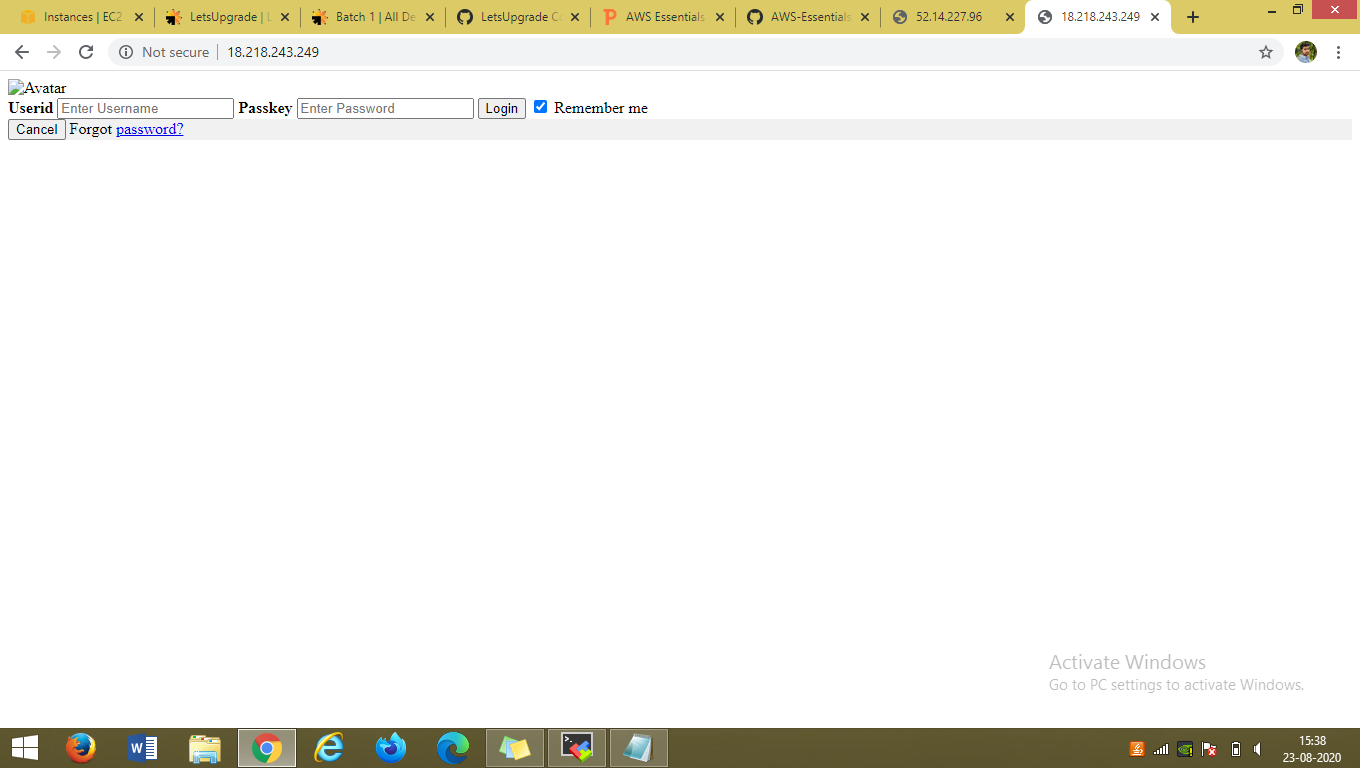 Instances | EC2
LetsUpgrade | L
Batch 1 | All De
LetsUpgrade Co
AWS Essentials
AWS-Essentials
52.14.227.96
18.218.243.249
Not secure
18.218.243.249
Avatar
Userid Enter Username Passkey Enter Password Login Remember me
Cancel Forgot password?
Activate Windows
Go to PC settings to activate Windows.
15:38
23-08-2020